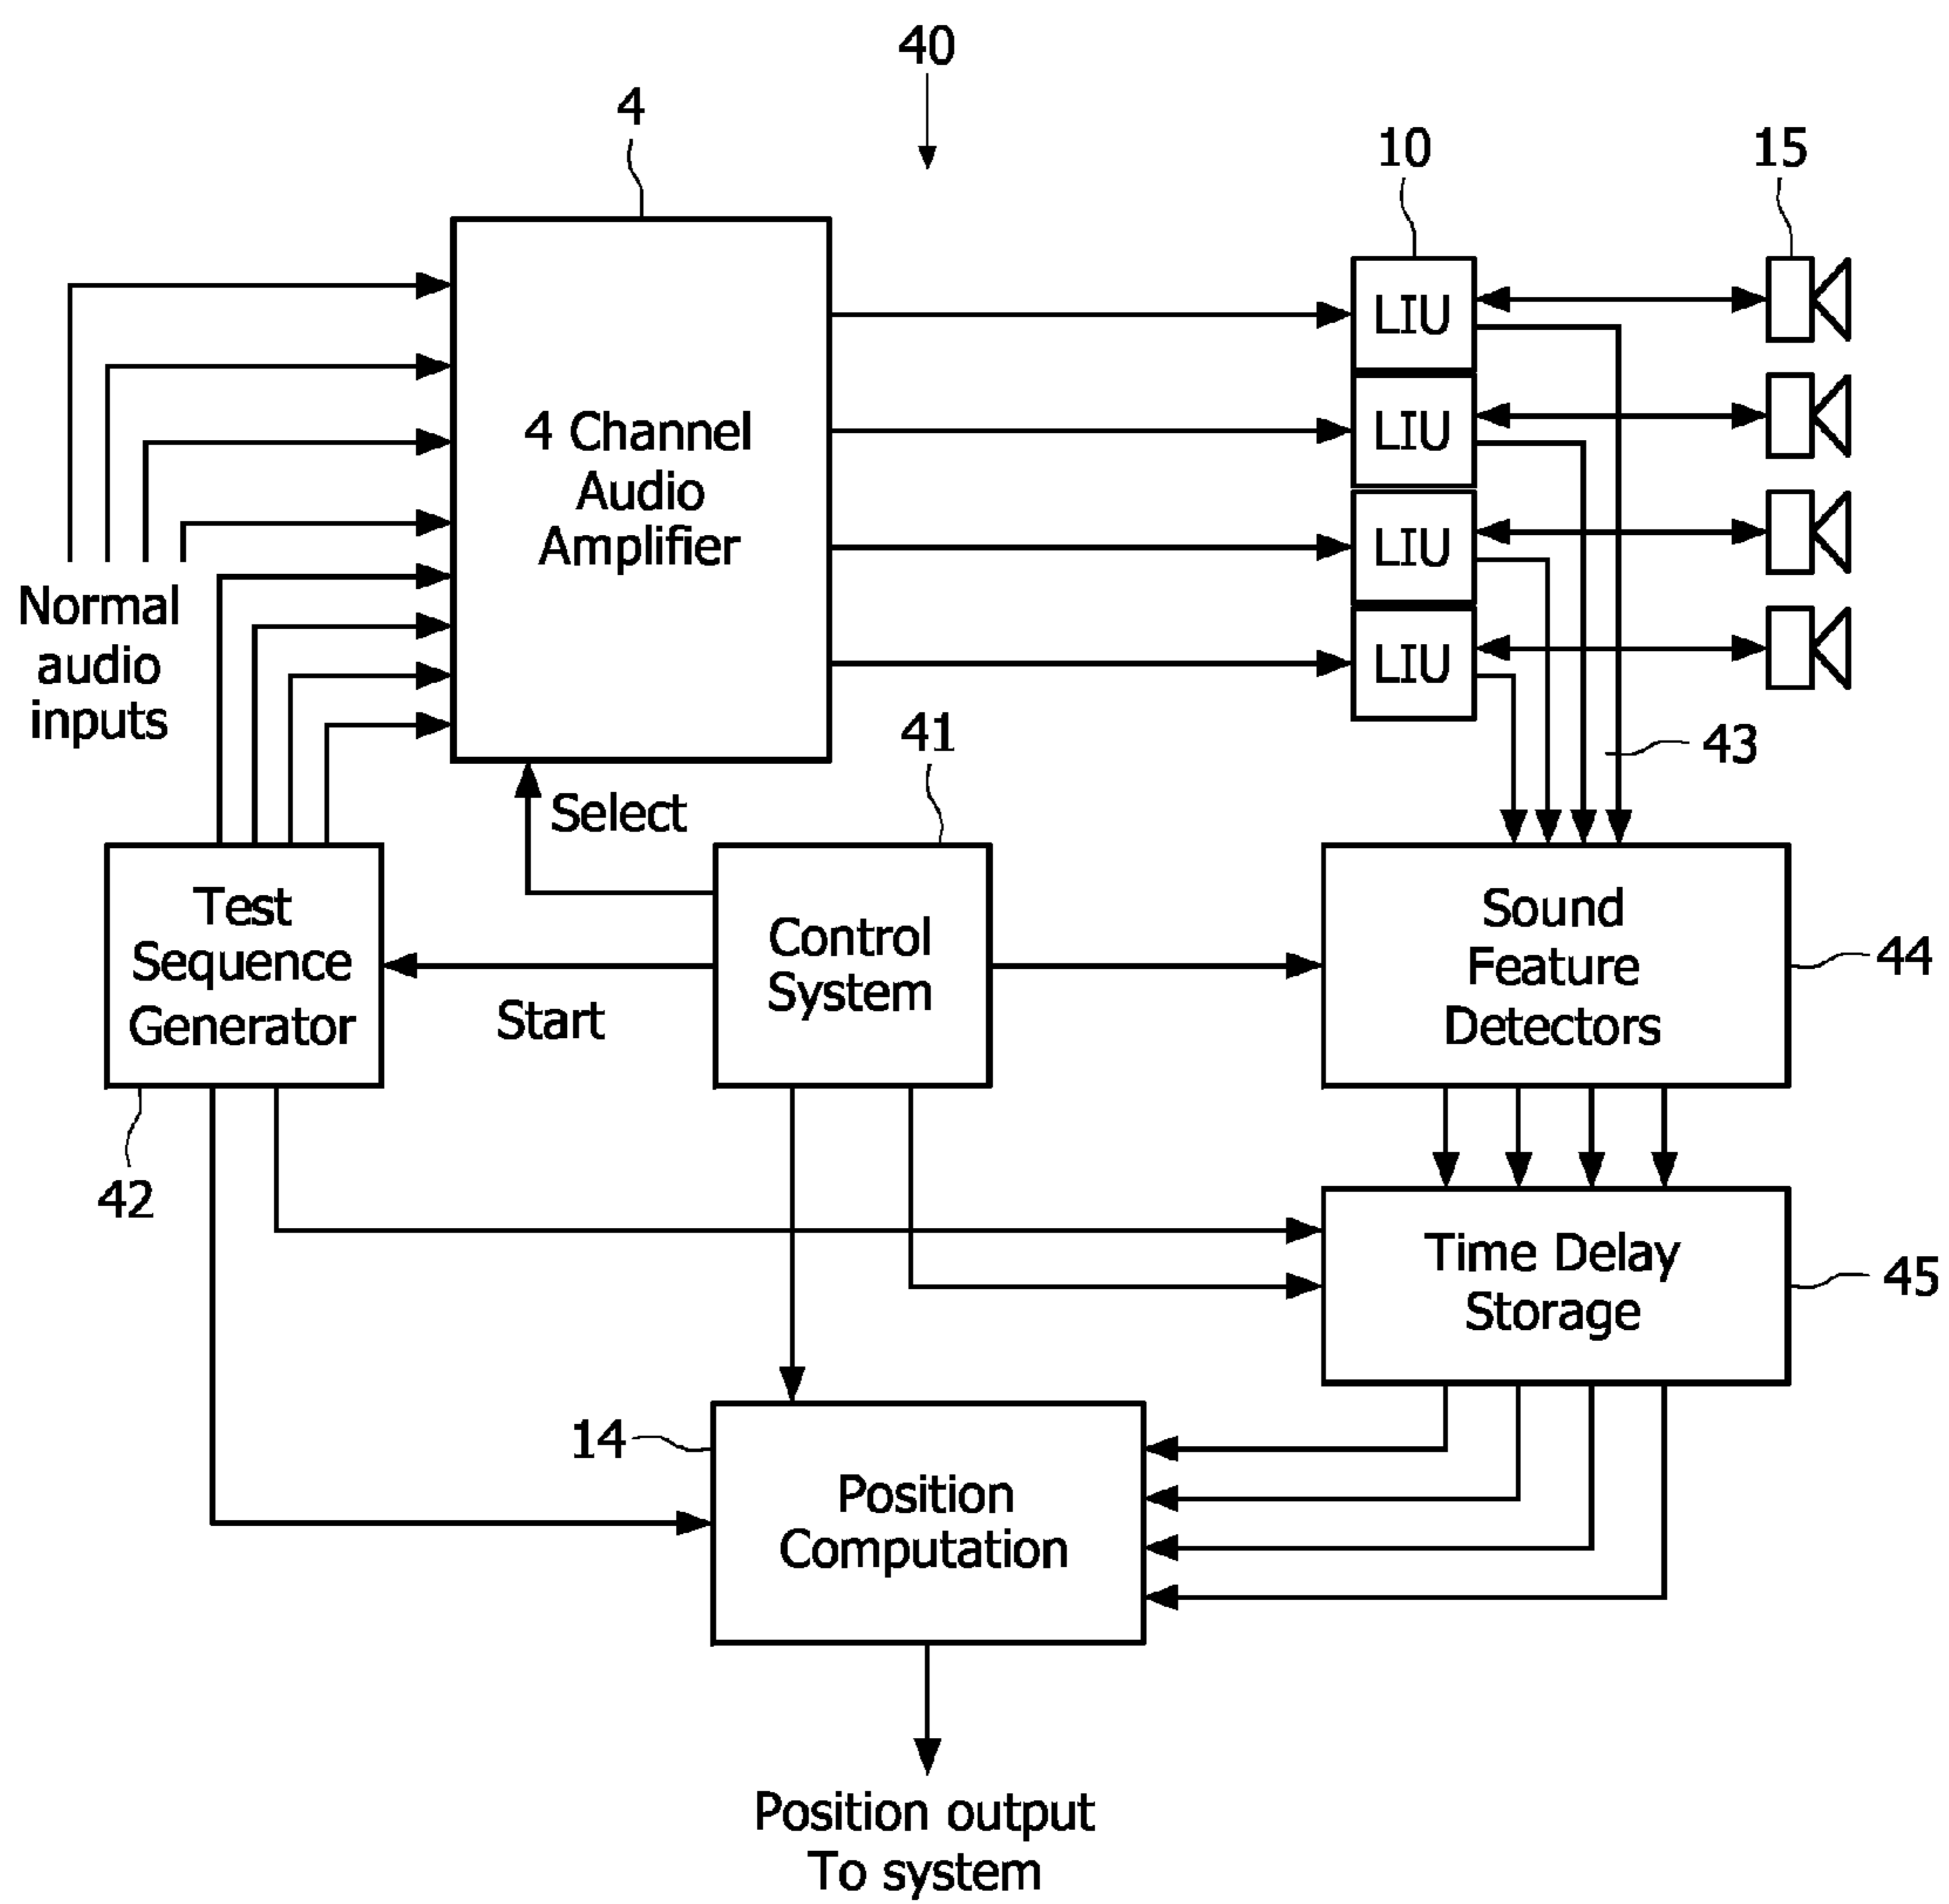 40
4
10
15
4 Channel
Audio
Amplifier
LIU
LIU
LIU
LIU
Normal
audio
inputs
43
41
Select
Test
Sequence
Generator
Control
System
Start
Sound
Feature
Detectors
44
42
Time Delay
Storage
45
14
Position
Computation
Position output
To system